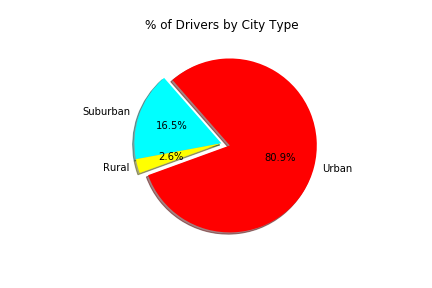 % of Drivers by City Type
Suburban
16.5%
2.6%
Rural
80.9%
Urban